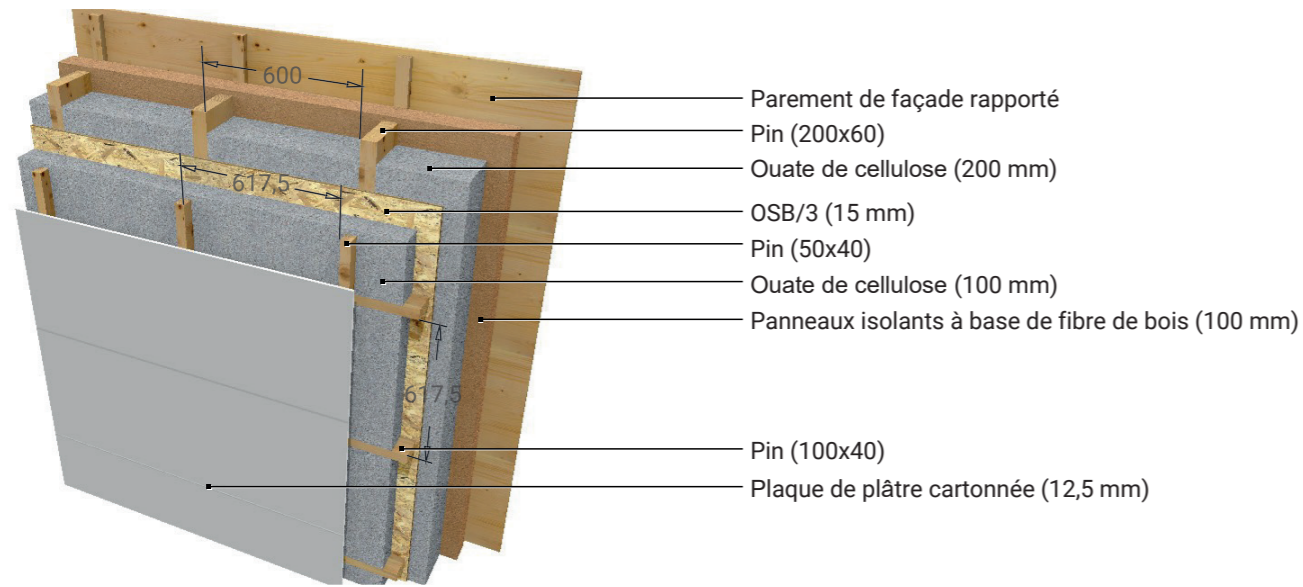 600
617,5
617,5
Parement de façade rapporté
Pin (200x60)
Ouate de cellulose (200 mm)
OSB/3 (15 mm)
Pin (50x40)
Ouate de cellulose (100 mm)
Panneaux isolants à base de fibre de bois (100 mm)
Pin (100x40)
Plaque de plâtre cartonnée (12,5 mm)